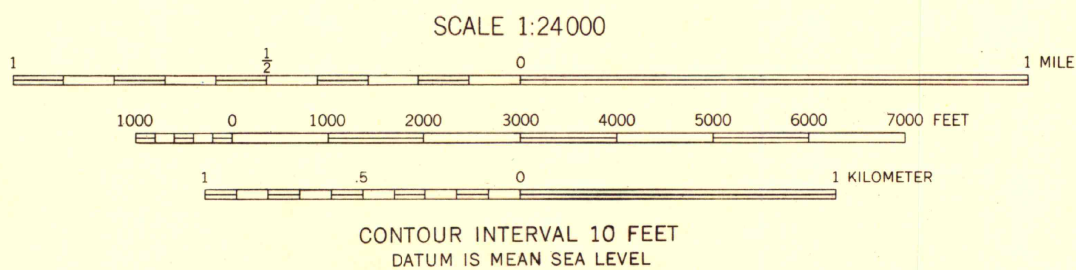 SCALE 1:24000
1 ½ 0 1 MILE
1000 0 1000 2000 3000 4000 5000 6000 7000 FEET
1 .5 0 1 KILOMETER
CONTOUR INTERVAL 10 FEET
DATUM IS MEAN SEA LEVEL